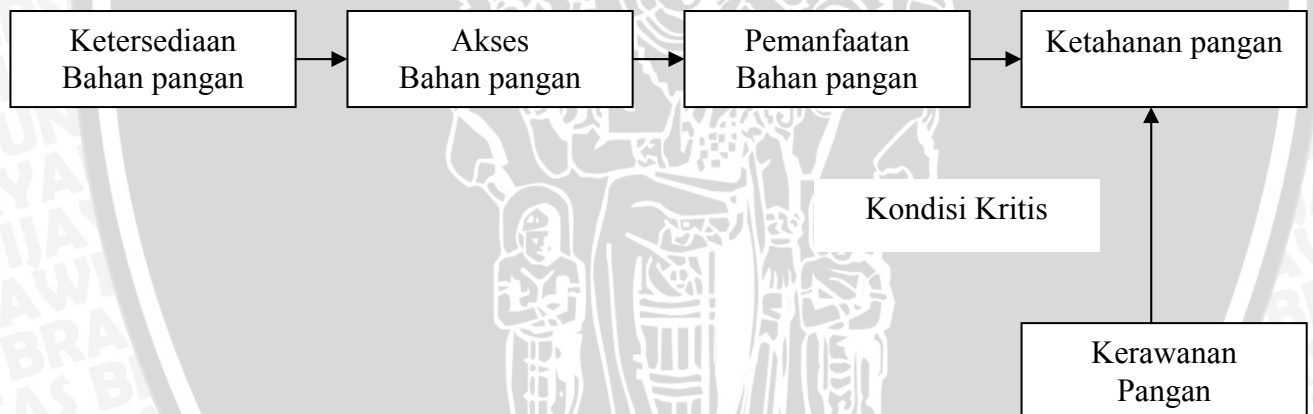 Ketersediaan
Bahan pangan
Akses
Bahan pangan
Pemanfaatan
Bahan pangan
Ketahanan pangan
Kondisi Kritis
Kerawanan
Pangan